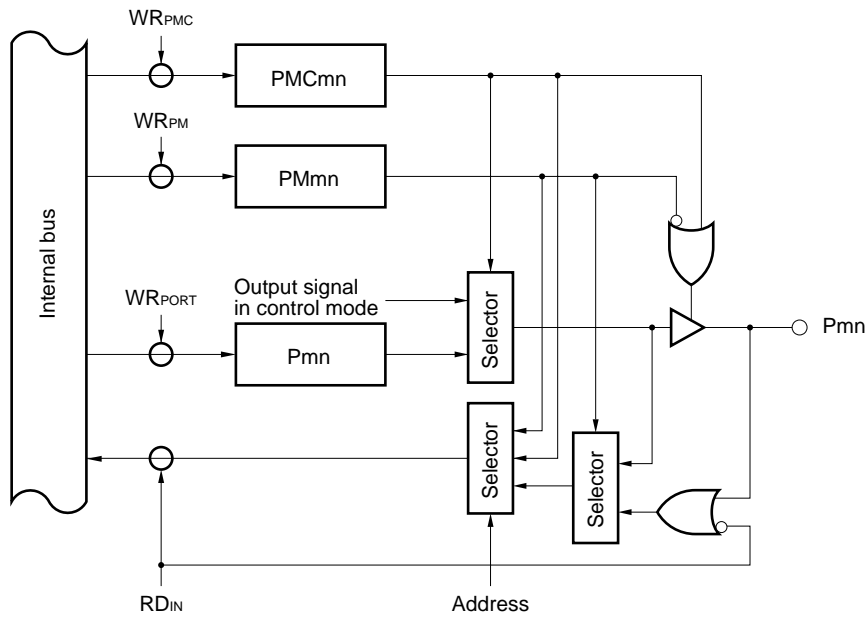 WRPMC
PMCmn
WRPM
PMmn
Internal bus
Output signal
in control mode
WRPORT
Pmn
Selector
Pmn
Selector
Selector
RDIN
Address